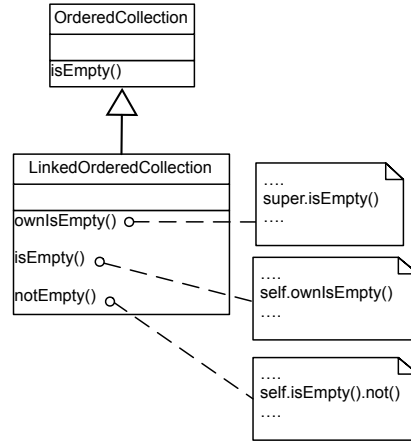 OrderedCollection
isEmpty()
LinkedOrderedCollection
ownIsEmpty()
isEmpty()
notEmpty()
....
super.isEmpty()
....
....
self.ownIsEmpty()
....
....
self.isEmpty().not()
....